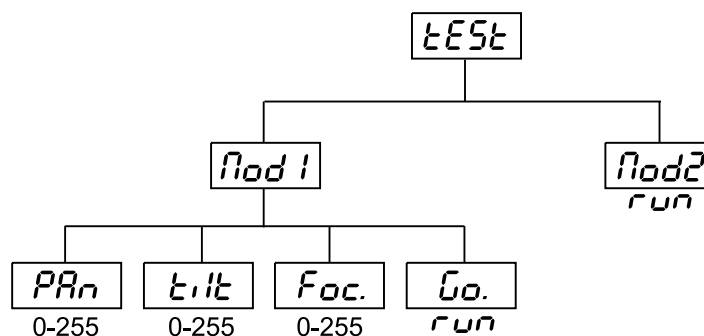 tESt
Mod1 Mod2
run
PAn tilt Foc. Go.
0-255 0-255 0-255 run